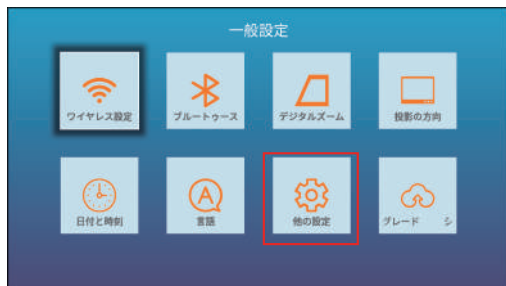 一般設定
ワイヤレス設定
ブルートゥース
デジタルズーム
投影の方向
日付と時刻
言語
他の設定
グレード シ